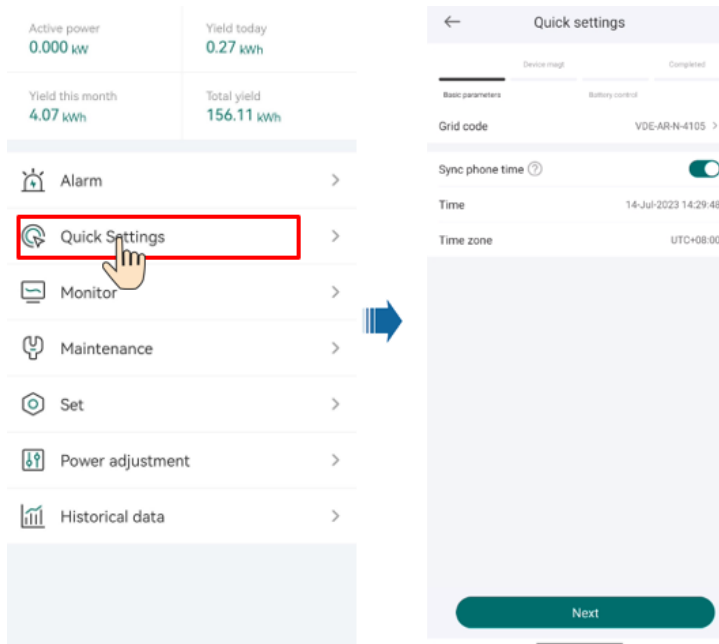 Active power
0.000 kW
Yield today
0.27 kWh
Yield this month
4.07 kWh
Total yield
156.11 kWh
Alarm
Quick Settings
Monitor
Maintenance
Set
Power adjustment
Historical data
Quick settings
Device magt
Completed
Basic parameters
Battery control
Grid code
VDE-AR-N-4105
Sync phone time
Time
14-Jul-2023 14:29:48
Time zone
UTC+08:00
Next